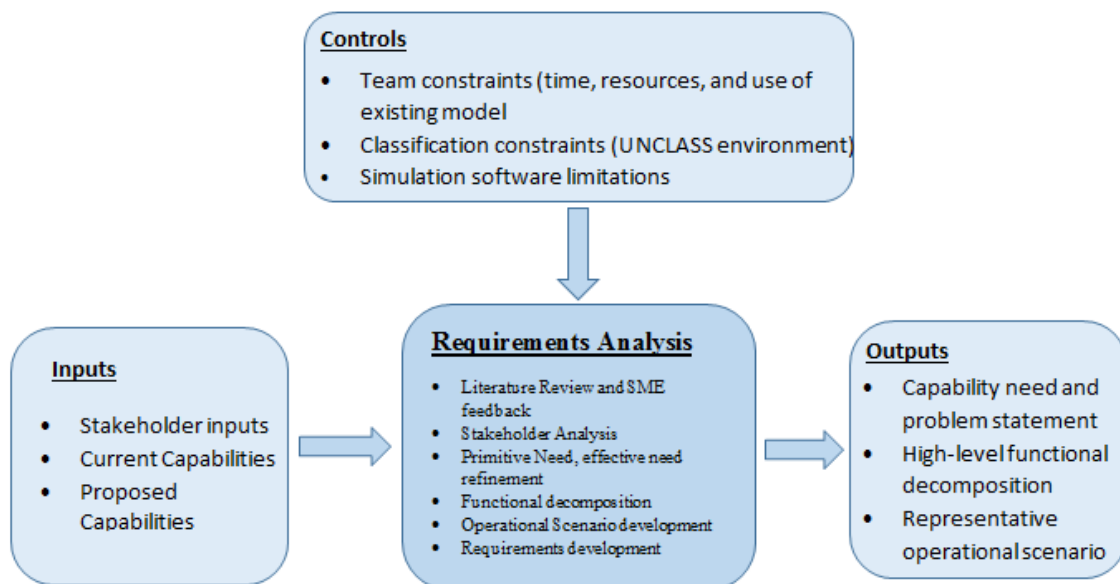 Controls
• Team constraints (time, resources, and use of
existing model
• Classification constraints (UNCLASS environment)
• Simulation software limitations
Inputs
• Stakeholder inputs
• Current Capabilities
• Proposed
Capabilities
Requirements Analysis
• Literature Review and SME
feedback
• Stakeholder Analysis
• Primitive Need, effective need
refinement
• Functional decomposition
• Operational Scenario development
• Requirements development
Outputs
• Capability need and
problem statement
• High-level functional
decomposition
• Representative
operational scenario